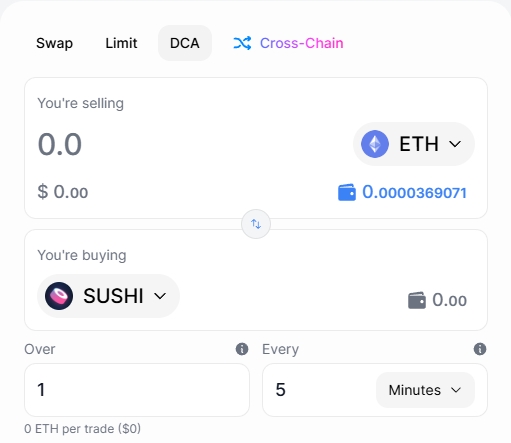 Swap Limit DCA Cross-Chain
You're selling
0.0 ETH
$ 0.00 0.0000369071
You're buying
SUSHI 0.00
Over Every
1 5 Minutes
0 ETH per trade ($0)